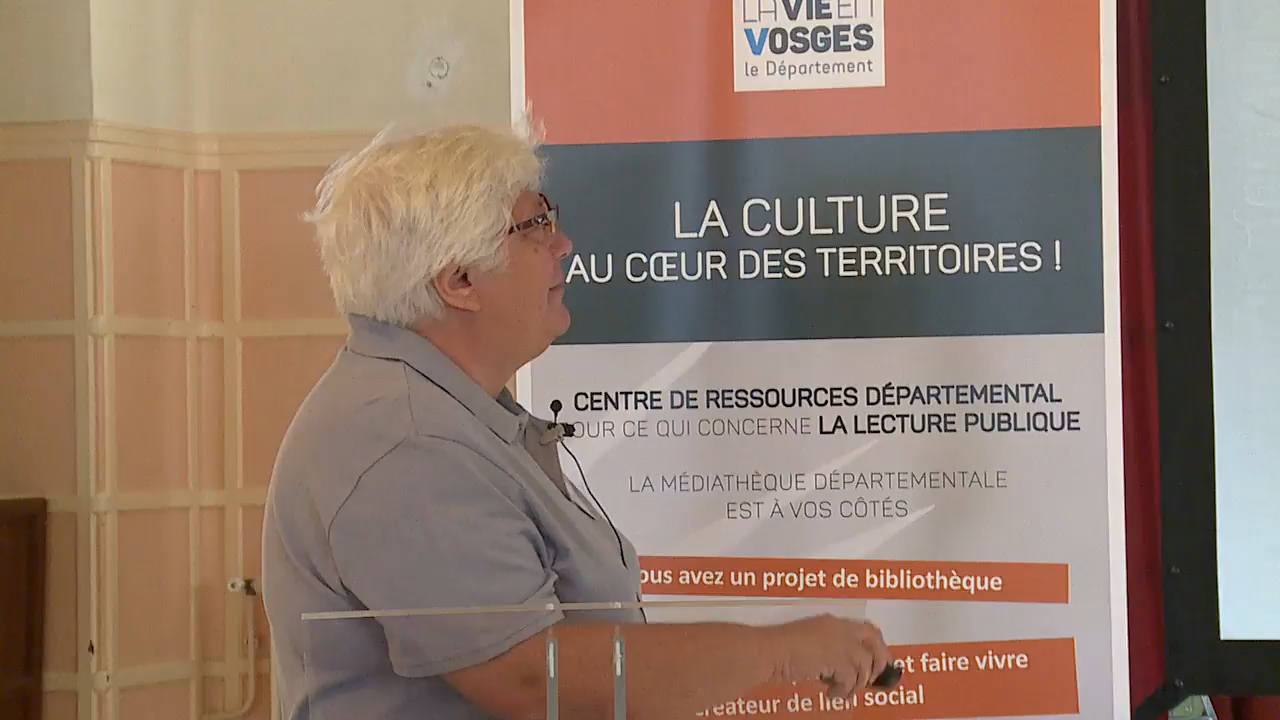 LA VIE EN
VOSGES
le Département
LA CULTURE
AU CŒUR DES TERRITOIRES !
CENTRE DE RESSOURCES DÉPARTEMENTAL
OUR CE QUI CONCERNE LA LECTURE PUBLIQUE
LA MÉDIATHÈQUE DÉPARTEMENTALE
EST À VOS CÔTÉS
ous avez un projet de bibliothèque
et faire vivre
créateur de lien social